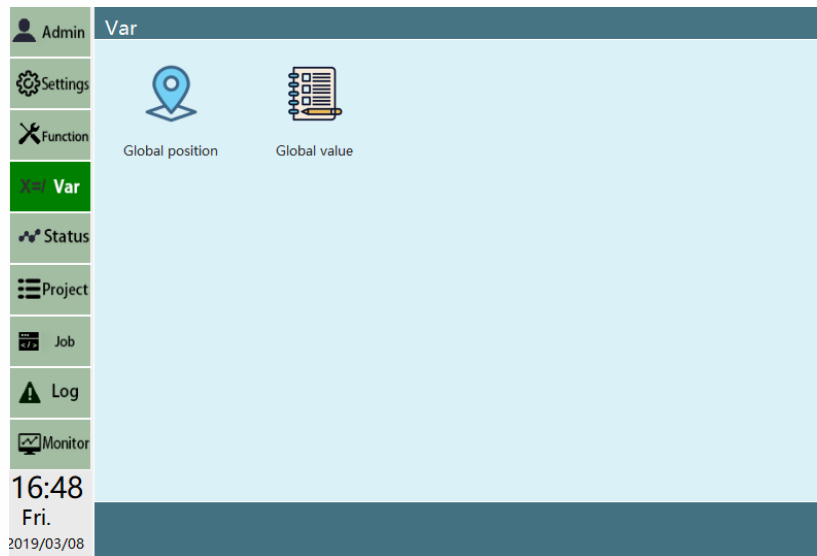 Admin
Settings
Function
X=/ Var
Status
Project
Job
Log
Monitor
16:48
Fri.
2019/03/08
Var
Global position
Global value